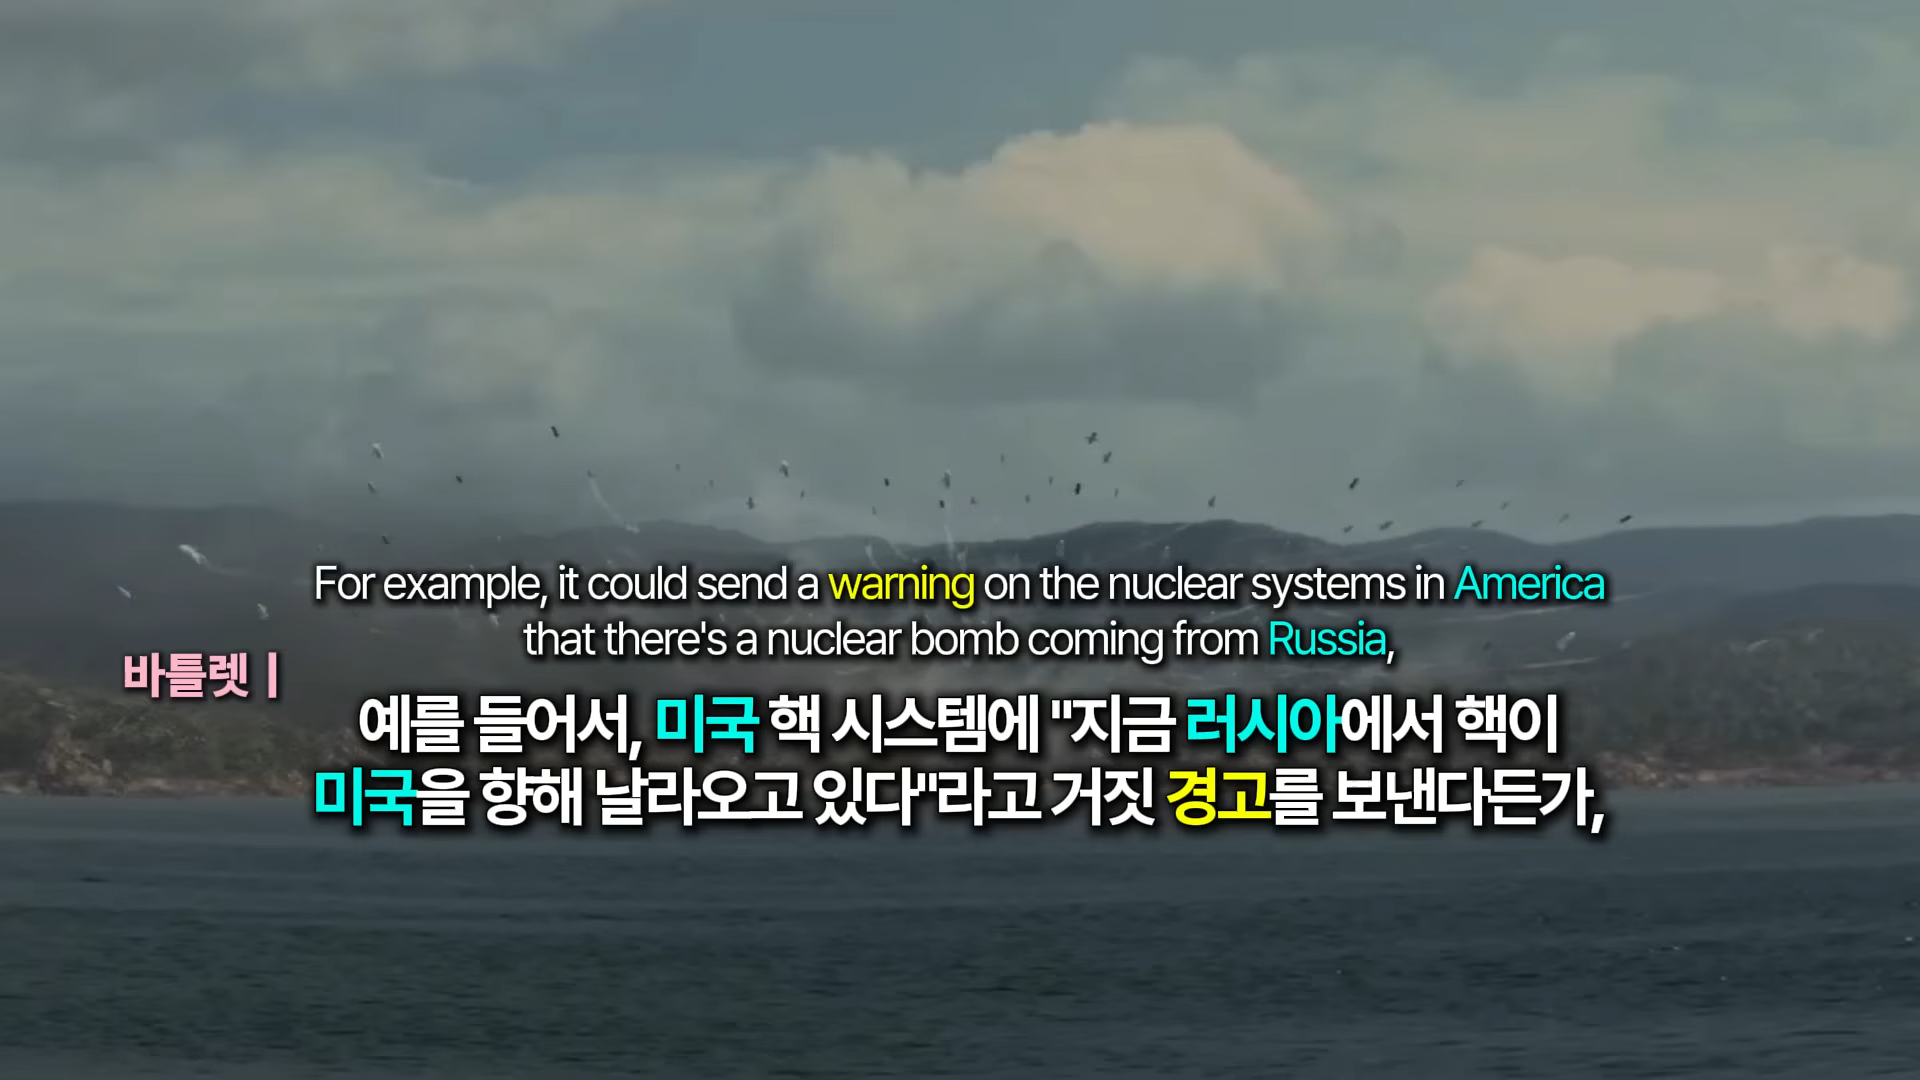 For example, it could send a warning on the nuclear systems in America
that there's a nuclear bomb coming from Russia,
바틀렛 |
예를 들어서, 미국 핵 시스템에 "지금 러시아에서 핵이
미국을 향해 날라오고 있다"라고 거짓 경고를 보낸다든가,